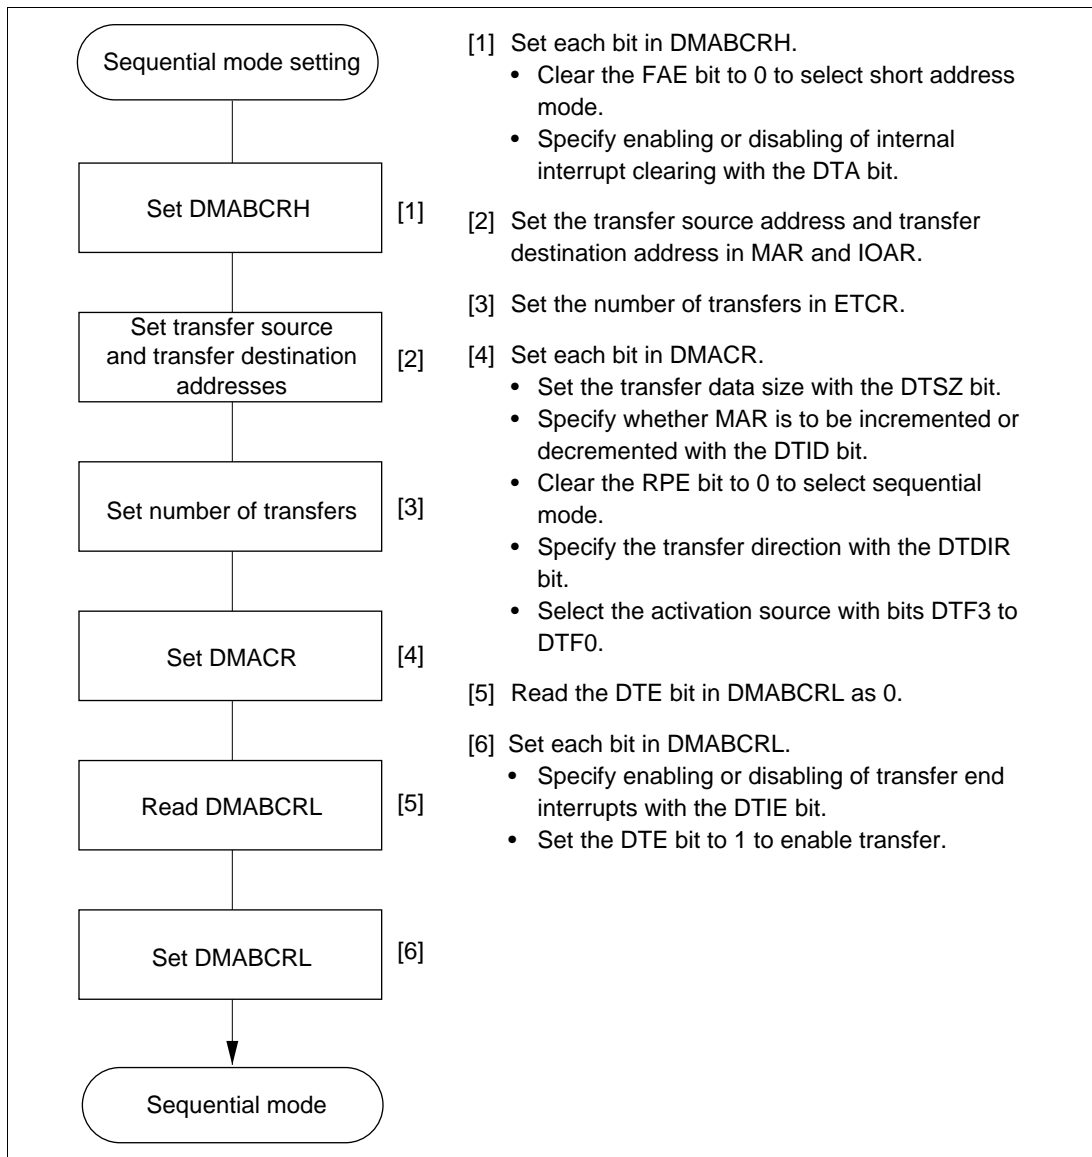 Sequential mode setting
Set DMABCRH
[1]
Set transfer source
and transfer destination
addresses
[2]
Set number of transfers
[3]
Set DMACR
[4]
Read DMABCRL
[5]
Set DMABCRL
[6]
Sequential mode
[1] Set each bit in DMABCRH.
• Clear the FAE bit to 0 to select short address
mode.
• Specify enabling or disabling of internal
interrupt clearing with the DTA bit.
[2] Set the transfer source address and transfer
destination address in MAR and IOAR.
[3] Set the number of transfers in ETCR.
[4] Set each bit in DMACR.
• Set the transfer data size with the DTSZ bit.
• Specify whether MAR is to be incremented or
decremented with the DTID bit.
• Clear the RPE bit to 0 to select sequential
mode.
• Specify the transfer direction with the DTDIR
bit.
• Select the activation source with bits DTF3 to
DTF0.
[5] Read the DTE bit in DMABCRL as 0.
[6] Set each bit in DMABCRL.
• Specify enabling or disabling of transfer end
interrupts with the DTIE bit.
• Set the DTE bit to 1 to enable transfer.